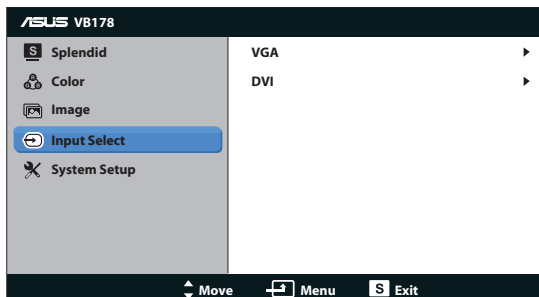 ASUS VB178
S Splendid
Color
Image
Input Select
System Setup
VGA
DVI
Move Menu S Exit